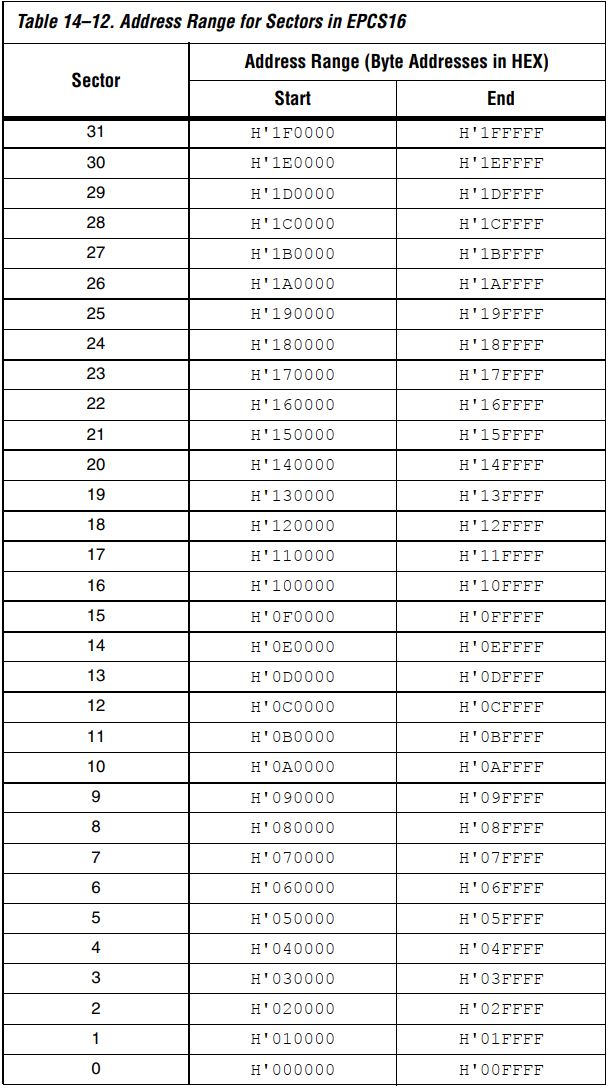 Table 14–12. Address Range for Sectors in EPCS16
Sector
Address Range (Byte Addresses in HEX)
Start End
31 H'1F0000 H'1FFFFF
30 H'1E0000 H'1EFFFF
29 H'1D0000 H'1DFFFF
28 H'1C0000 H'1CFFFF
27 H'1B0000 H'1BFFFF
26 H'1A0000 H'1AFFFF
25 H'190000 H'19FFFF
24 H'180000 H'18FFFF
23 H'170000 H'17FFFF
22 H'160000 H'16FFFF
21 H'150000 H'15FFFF
20 H'140000 H'14FFFF
19 H'130000 H'13FFFF
18 H'120000 H'12FFFF
17 H'110000 H'11FFFF
16 H'100000 H'10FFFF
15 H'0F0000 H'0FFFFF
14 H'0E0000 H'0EFFFF
13 H'0D0000 H'0DFFFF
12 H'0C0000 H'0CFFFF
11 H'0B0000 H'0BFFFF
10 H'0A0000 H'0AFFFF
9 H'090000 H'09FFFF
8 H'080000 H'08FFFF
7 H'070000 H'07FFFF
6 H'060000 H'06FFFF
5 H'050000 H'05FFFF
4 H'040000 H'04FFFF
3 H'030000 H'03FFFF
2 H'020000 H'02FFFF
1 H'010000 H'01FFFF
0 H'000000 H'00FFFF